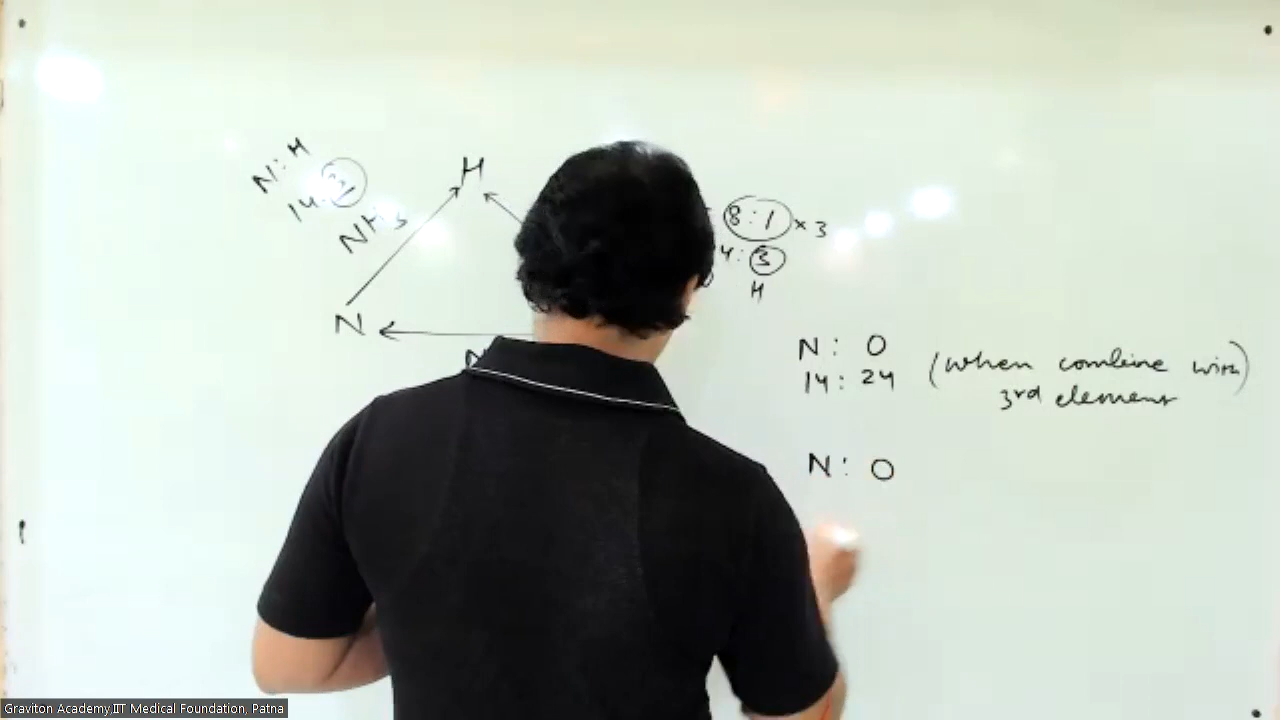 N : H
14 :
NH3
H
N
8 : 1 × 3
4 : 3
H
N : O
14 : 24 (when combine with 3rd element)
N : O
Graviton Academy,IIT Medical Foundation, Patna